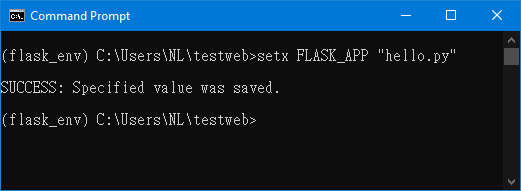 Command Prompt
(flask_env) C:\Users\NL\testweb>setx FLASK_APP "hello.py"
SUCCESS: Specified value was saved.
(flask_env) C:\Users\NL\testweb>